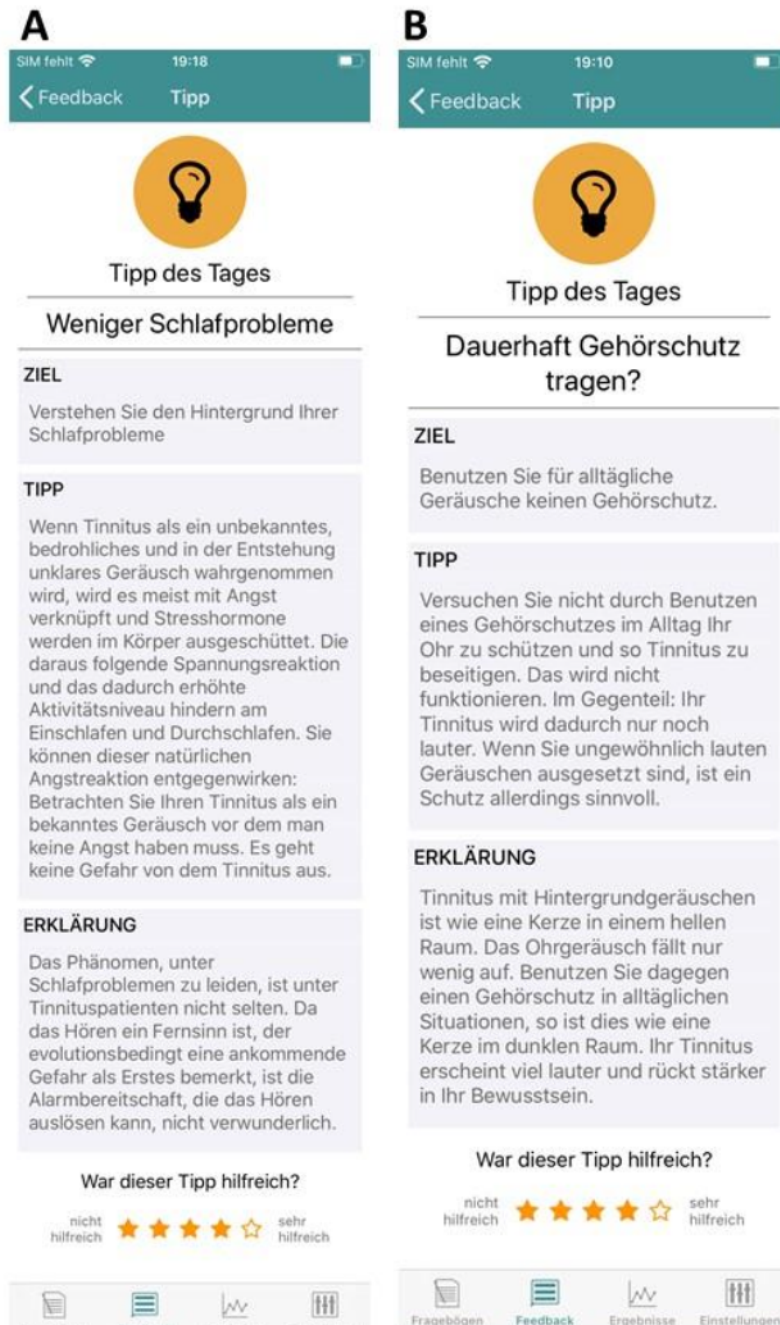 A
SIM fehlt
19:18
Feedback
Tipp
Tipp des Tages
Weniger Schlafprobleme
ZIEL
Verstehen Sie den Hintergrund Ihrer
Schlafprobleme
TIPP
Wenn Tinnitus als ein unbekanntes,
bedrohliches und in der Entstehung
unklares Geräusch wahrgenommen
wird, wird es meist mit Angst
verknüpft und Stresshormone
werden im Körper ausgeschüttet. Die
daraus folgende Spannungsreaktion
und das dadurch erhöhte
Aktivitätsniveau hindern am
Einschlafen und Durchschlafen. Sie
können dieser natürlichen
Angstreaktion entgegenwirken:
Betrachten Sie Ihren Tinnitus als ein
bekanntes Geräusch vor dem man
keine Angst haben muss. Es geht
keine Gefahr von dem Tinnitus aus.
ERKLÄRUNG
Das Phänomen, unter
Schlafproblemen zu leiden, ist unter
Tinnituspatienten nicht selten. Da
das Hören ein Fernsinn ist, der
evolutionsbedingt eine ankommende
Gefahr als Erstes bemerkt, ist die
Alarmbereitschaft, die das Hören
auslösen kann, nicht verwunderlich.
War dieser Tipp hilfreich?
nicht
hilfreich
sehr
hilfreich
B
SIM fehlt
19:10
Feedback
Tipp
Tipp des Tages
Dauerhaft Gehörschutz
tragen?
ZIEL
Benutzen Sie für alltägliche
Geräusche keinen Gehörschutz.
TIPP
Versuchen Sie nicht durch Benutzen
eines Gehörschutzes im Alltag Ihr
Ohr zu schützen und so Tinnitus zu
beseitigen. Das wird nicht
funktionieren. Im Gegenteil: Ihr
Tinnitus wird dadurch nur noch
lauter. Wenn Sie ungewöhnlich lauten
Geräuschen ausgesetzt sind, ist ein
Schutz allerdings sinnvoll.
ERKLÄRUNG
Tinnitus mit Hintergrundgeräuschen
ist wie eine Kerze in einem hellen
Raum. Das Ohrgeräusch fällt nur
wenig auf. Benutzen Sie dagegen
einen Gehörschutz in alltäglichen
Situationen, so ist dies wie eine
Kerze im dunklen Raum. Ihr Tinnitus
erscheint viel lauter und rückt stärker
in Ihr Bewusstsein.
War dieser Tipp hilfreich?
nicht
hilfreich
sehr
hilfreich
Fragebögen
Feedback
Ergebnisse
Einstellungen